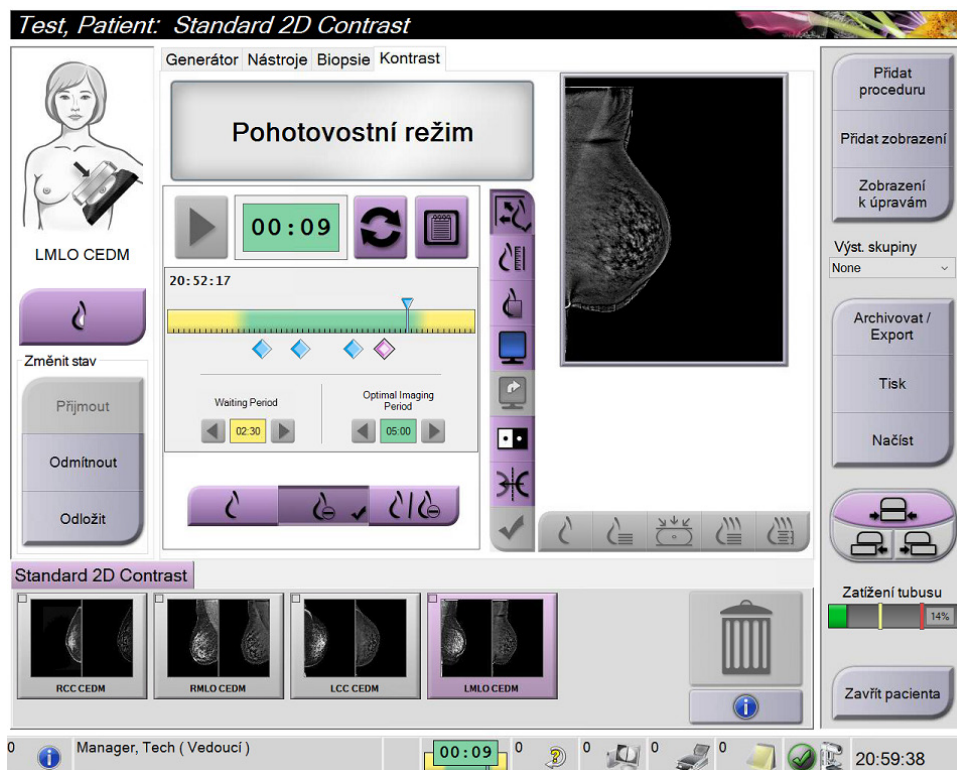 Test, Patient: Standard 2D Contrast
Generátor Nástroje Biopsie Kontrast
Pohotovostní režim
LMLO CEDM
Změnit stav
Přijmout
Odmítnout
Odložit
00:09
20:52:17
Waiting Period
02:30
Optimal Imaging
Period
05:00
Přidat
proceduru
Přidat zobrazení
Zobrazení
k úpravám
Výst. skupiny
None
Archivovat /
Export
Tisk
Načíst
Zatížení tubusu
14%
Zavřít pacienta
Standard 2D Contrast
RCC CEDM
RMLO CEDM
LCC CEDM
LMLO CEDM
0
Manager, Tech ( Vedoucí )
00:09
0
0
0
0
20:59:38